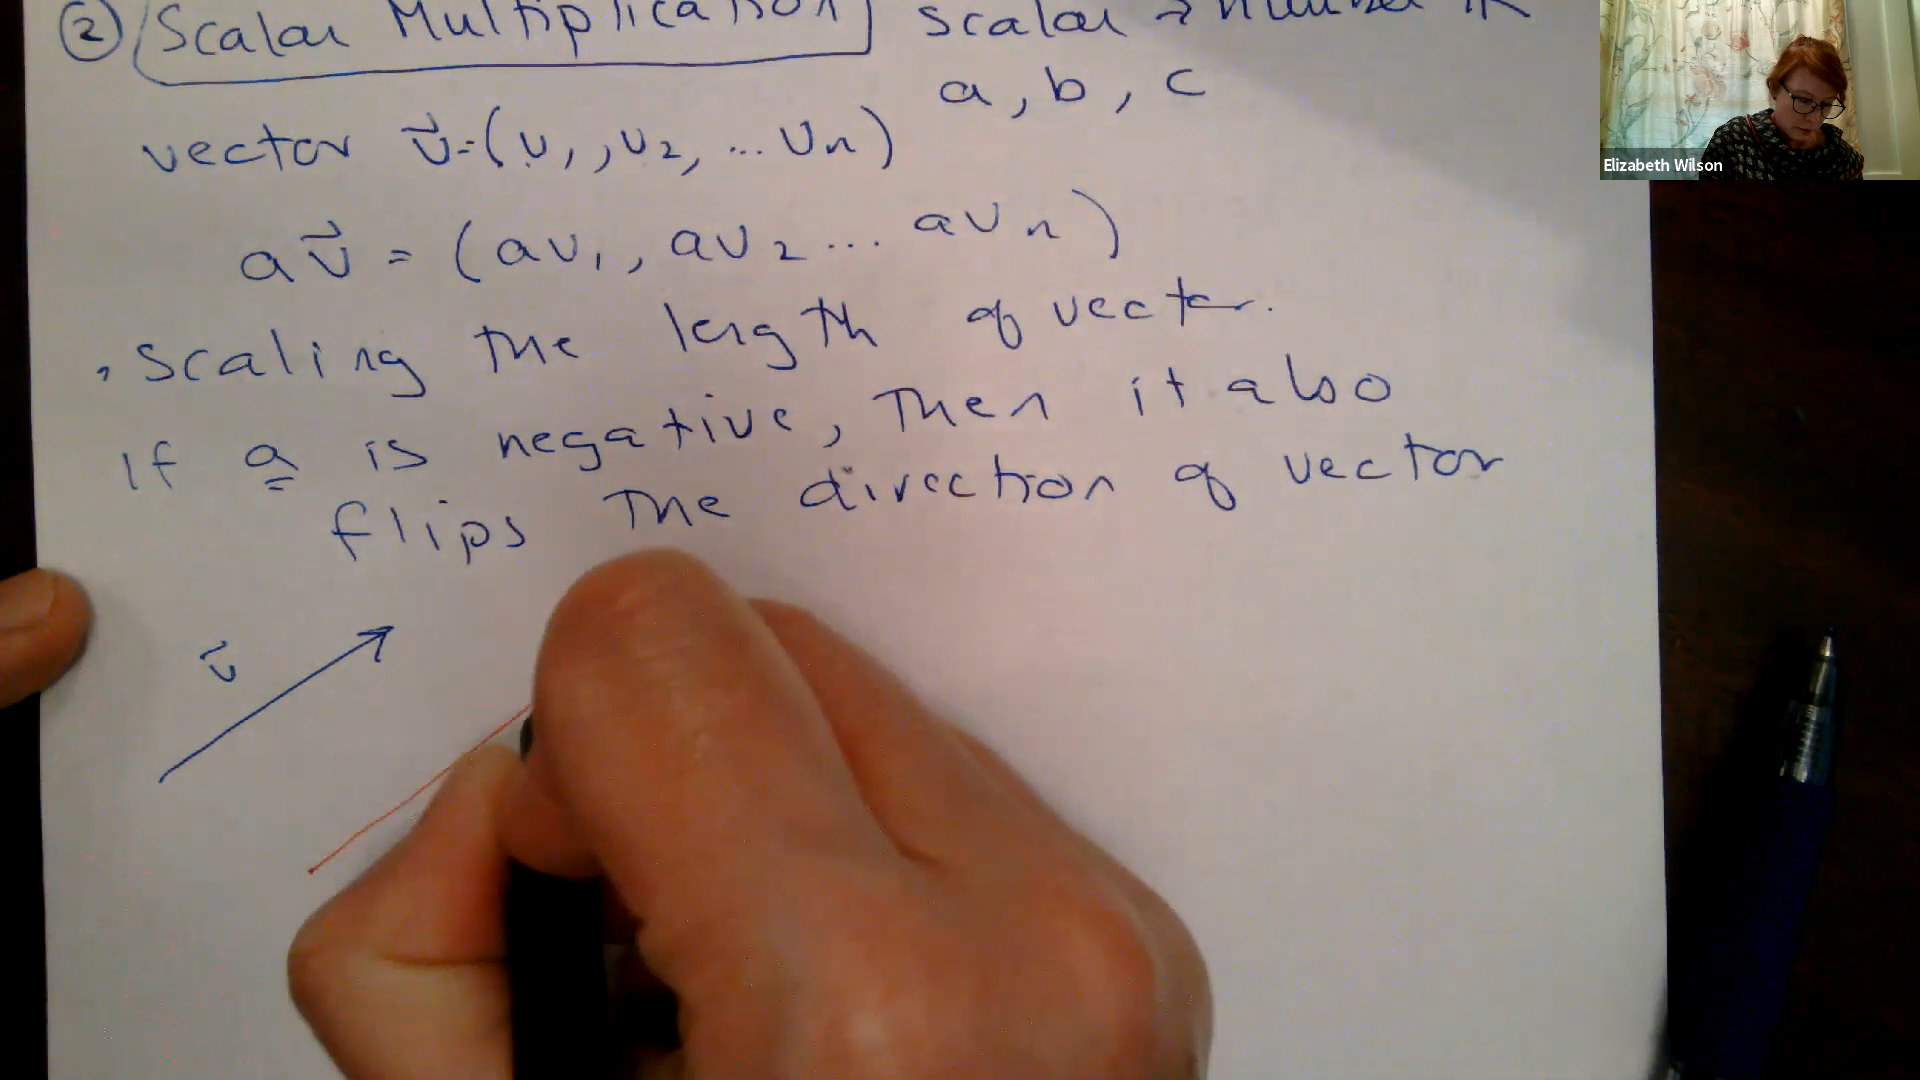 ② Scalar Multiplication scalar → number ℝ
a, b, c
vector v⃗=(v₁,, v₂, ... vₙ)
av⃗ = (av₁, av₂ ... avₙ)
• Scaling the length of vector.
If a is negative, Then it also
flips The direction of vector
v⃗
Elizabeth Wilson